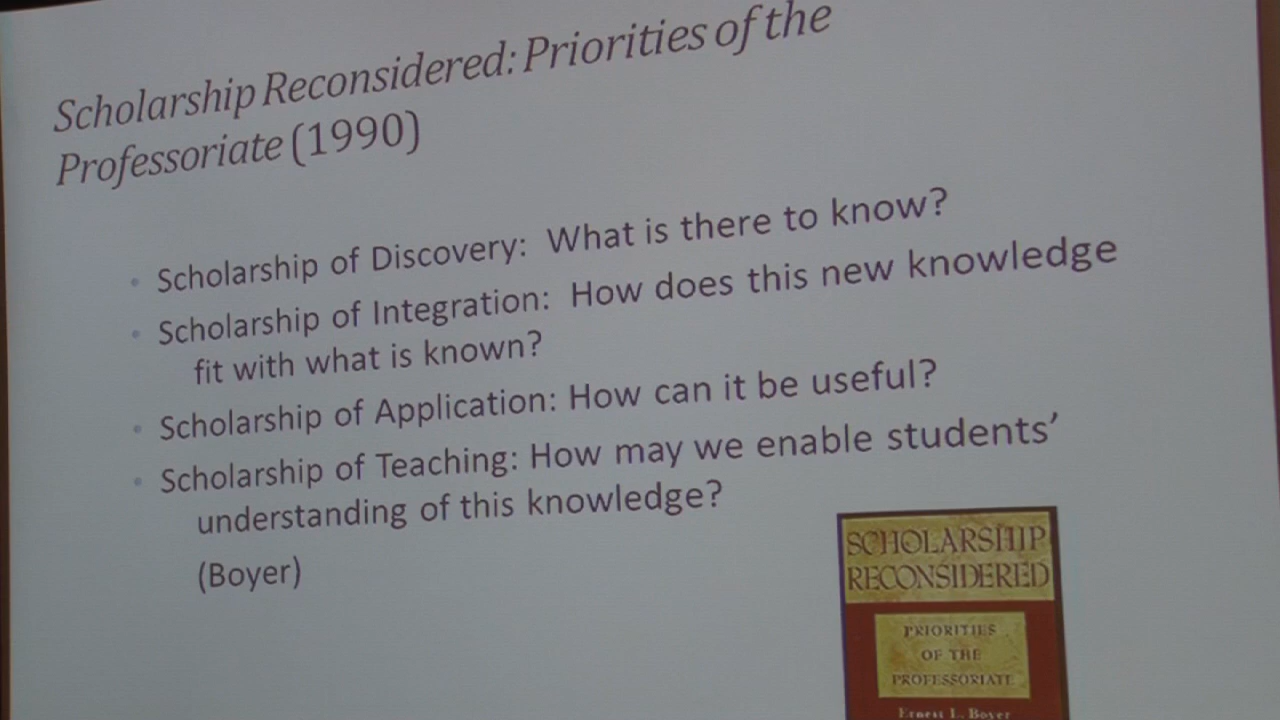 Scholarship Reconsidered: Priorities of the
Professoriate (1990)
• Scholarship of Discovery: What is there to know?
• Scholarship of Integration: How does this new knowledge
fit with what is known?
• Scholarship of Application: How can it be useful?
• Scholarship of Teaching: How may we enable students’
understanding of this knowledge?
(Boyer)
SCHOLARSHIP
RECONSIDERED
PRIORITIES
OF THE
PROFESSORIATE
Ernest L. Boyer